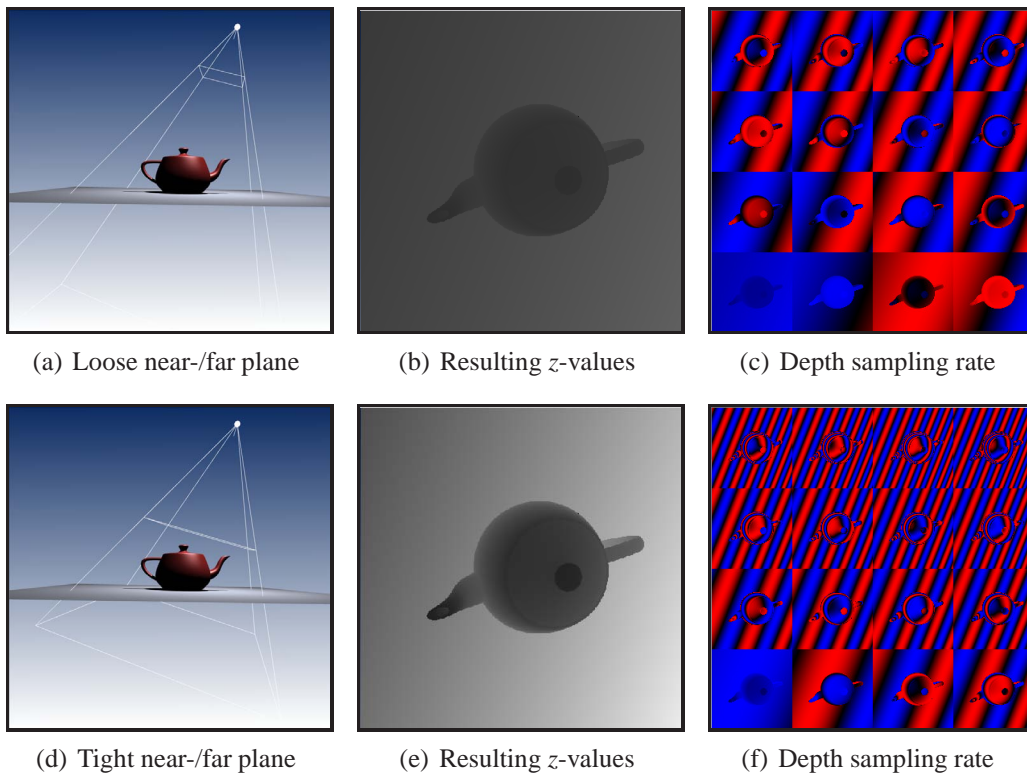 (a) Loose near-/far plane
(b) Resulting z-values
(c) Depth sampling rate
(d) Tight near-/far plane
(e) Resulting z-values
(f) Depth sampling rate